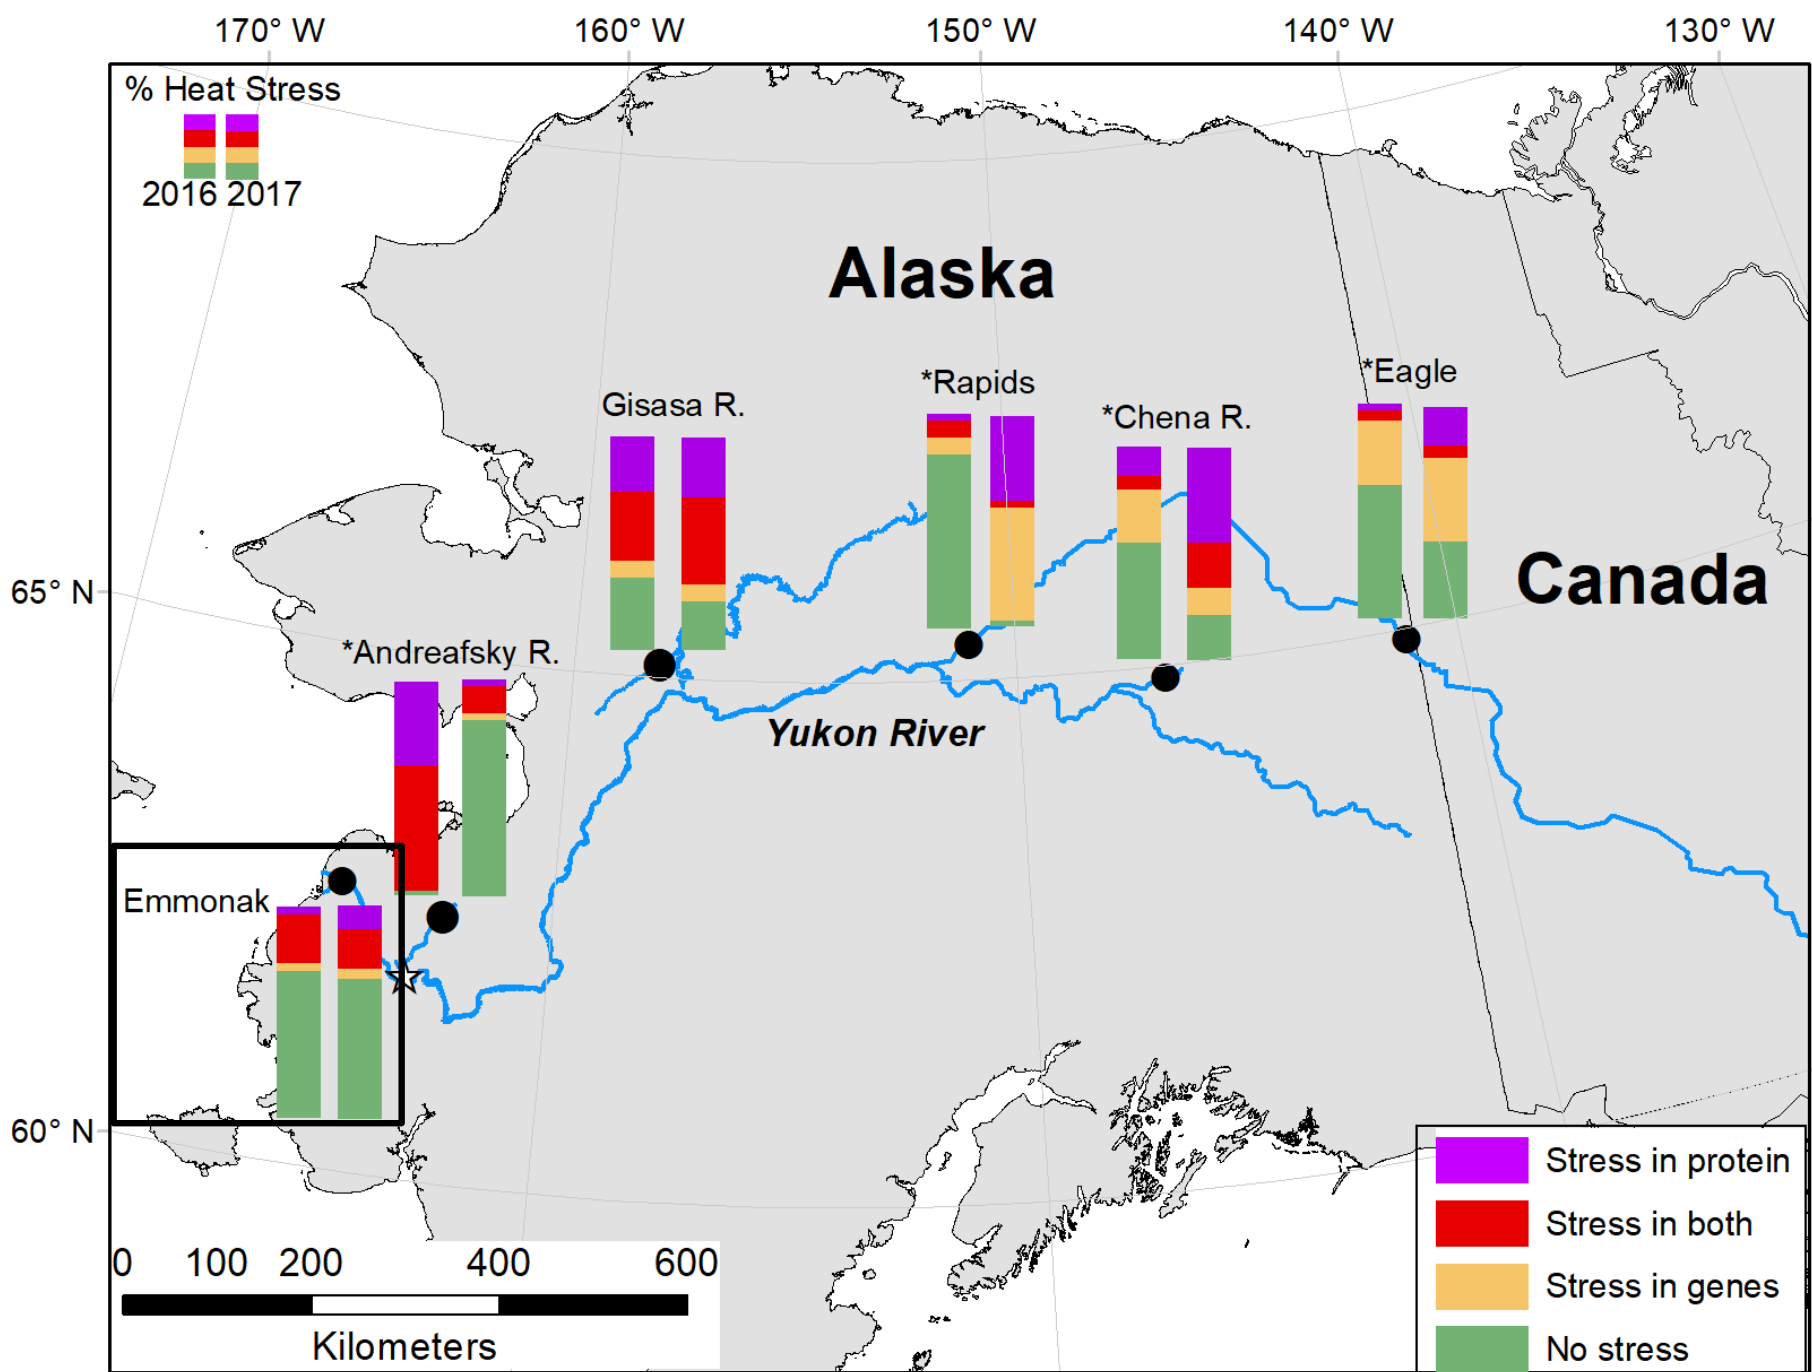 170° W
160° W
150° W
140° W
130° W
% Heat Stress
2016 2017
Alaska
*Eagle
*Rapids
Gisasa R.
*Chena R.
Canada
65° N
*Andreafsky R.
Yukon River
Emmonak
60° N
Stress in protein
Stress in both
Stress in genes
No stress
0 100 200 400 600
Kilometers